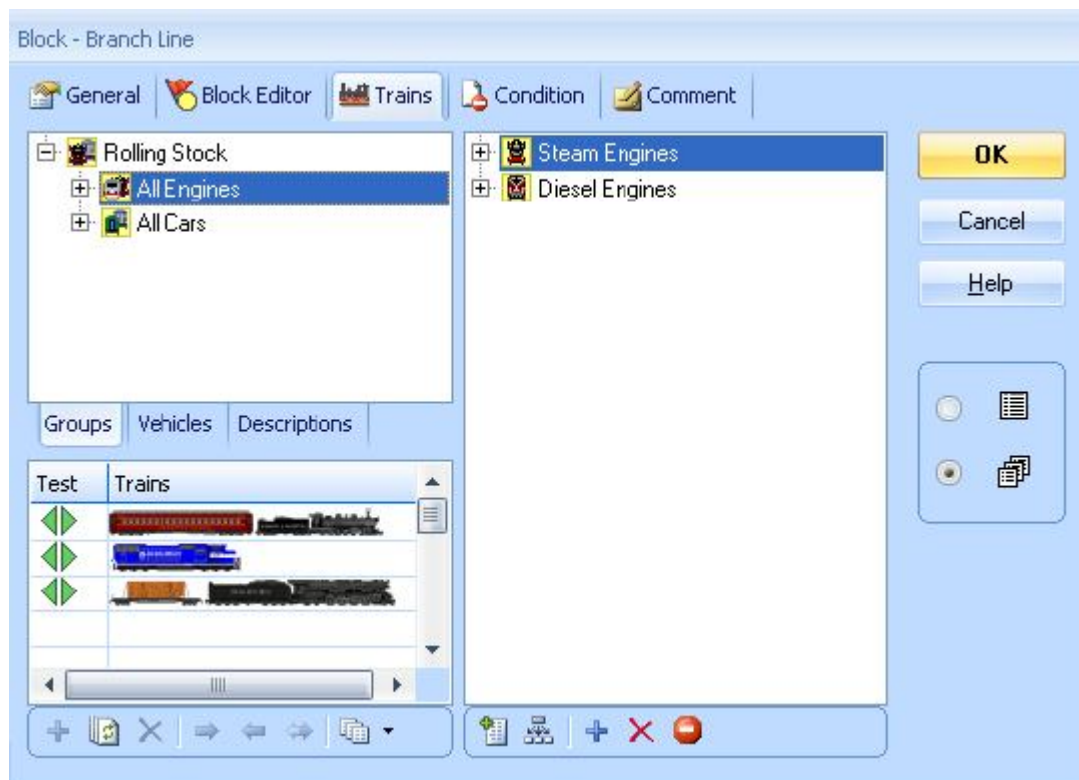 Block - Branch Line
General Block Editor Trains Condition Comment
Rolling Stock
All Engines
All Cars
Steam Engines
Diesel Engines
OK
Cancel
Help
Groups Vehicles Descriptions
Test Trains